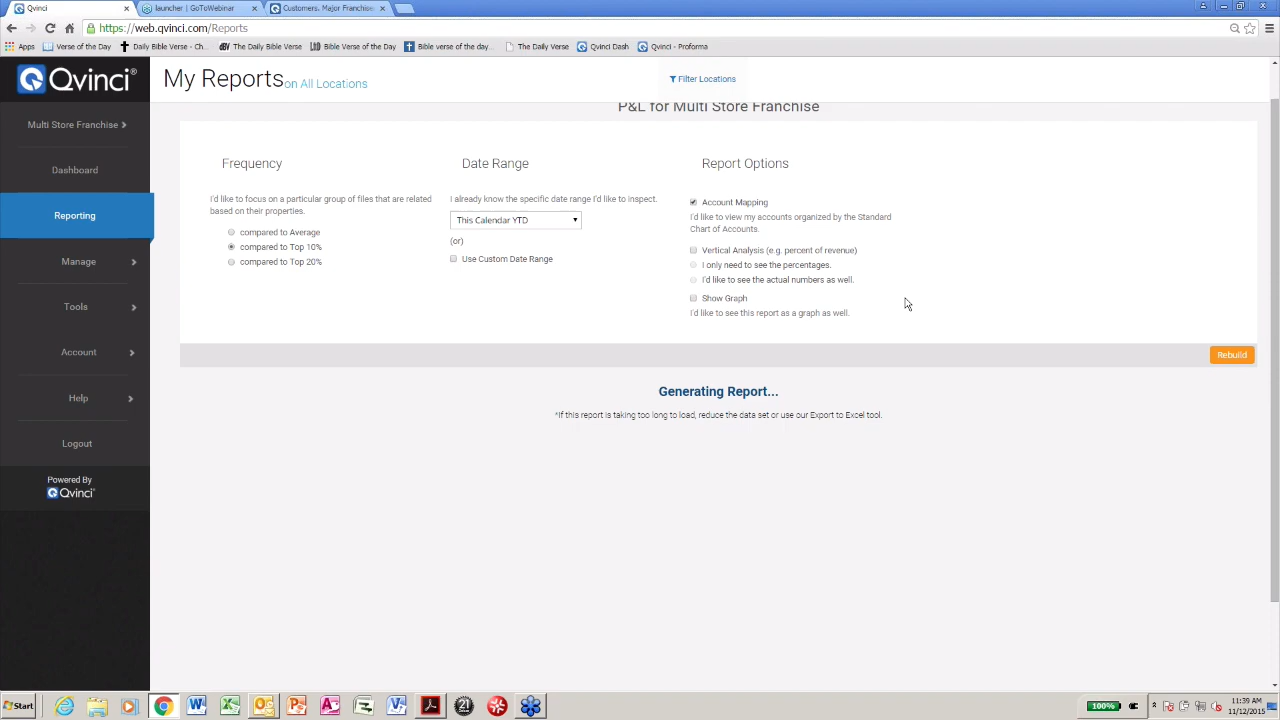 Qvinci
launcher | GoToWebinar
Customers. Major Franchise
https://web.qvinci.com/Reports
Apps
Verse of the Day
Daily Bible Verse - Ch...
The Daily Bible Verse
Bible Verse of the Day
Bible verse of the day...
The Daily Verse
Qvinci Dash
Qvinci - Proforma
Qvinci®
My Reports on All Locations
Filter Locations
P&L for Multi Store Franchise
Multi Store Franchise
Dashboard
Reporting
Manage
Tools
Account
Help
Logout
Powered By
Qvinci
Frequency
I'd like to focus on a particular group of files that are related
based on their properties.
compared to Average
compared to Top 10%
compared to Top 20%
Date Range
I already know the specific date range I'd like to inspect.
This Calendar YTD
(or)
Use Custom Date Range
Report Options
Account Mapping
I'd like to view my accounts organized by the Standard
Chart of Accounts.
Vertical Analysis (e.g. percent of revenue)
I only need to see the percentages.
I'd like to see the actual numbers as well.
Show Graph
I'd like to see this report as a graph as well.
Rebuild
Generating Report...
*If this report is taking too long to load, reduce the data set or use our Export to Excel tool.
Start
100%
11:39 AM
11/12/2015